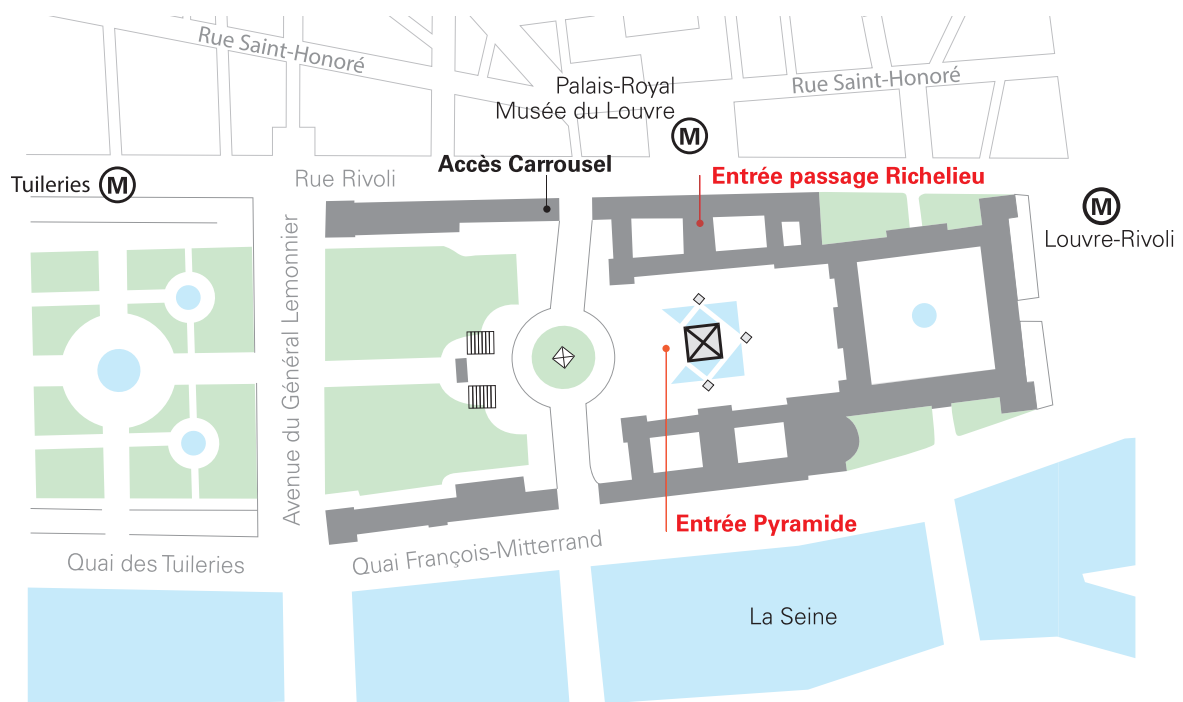 Rue Saint-Honoré
Rue Saint-Honoré
Palais-Royal
Musée du Louvre
M
Accès Carrousel
Tuileries M
Rue Rivoli
Entrée passage Richelieu
M
Louvre-Rivoli
Avenue du Général Lemonnier
Entrée Pyramide
Quai François-Mitterrand
Quai des Tuileries
La Seine